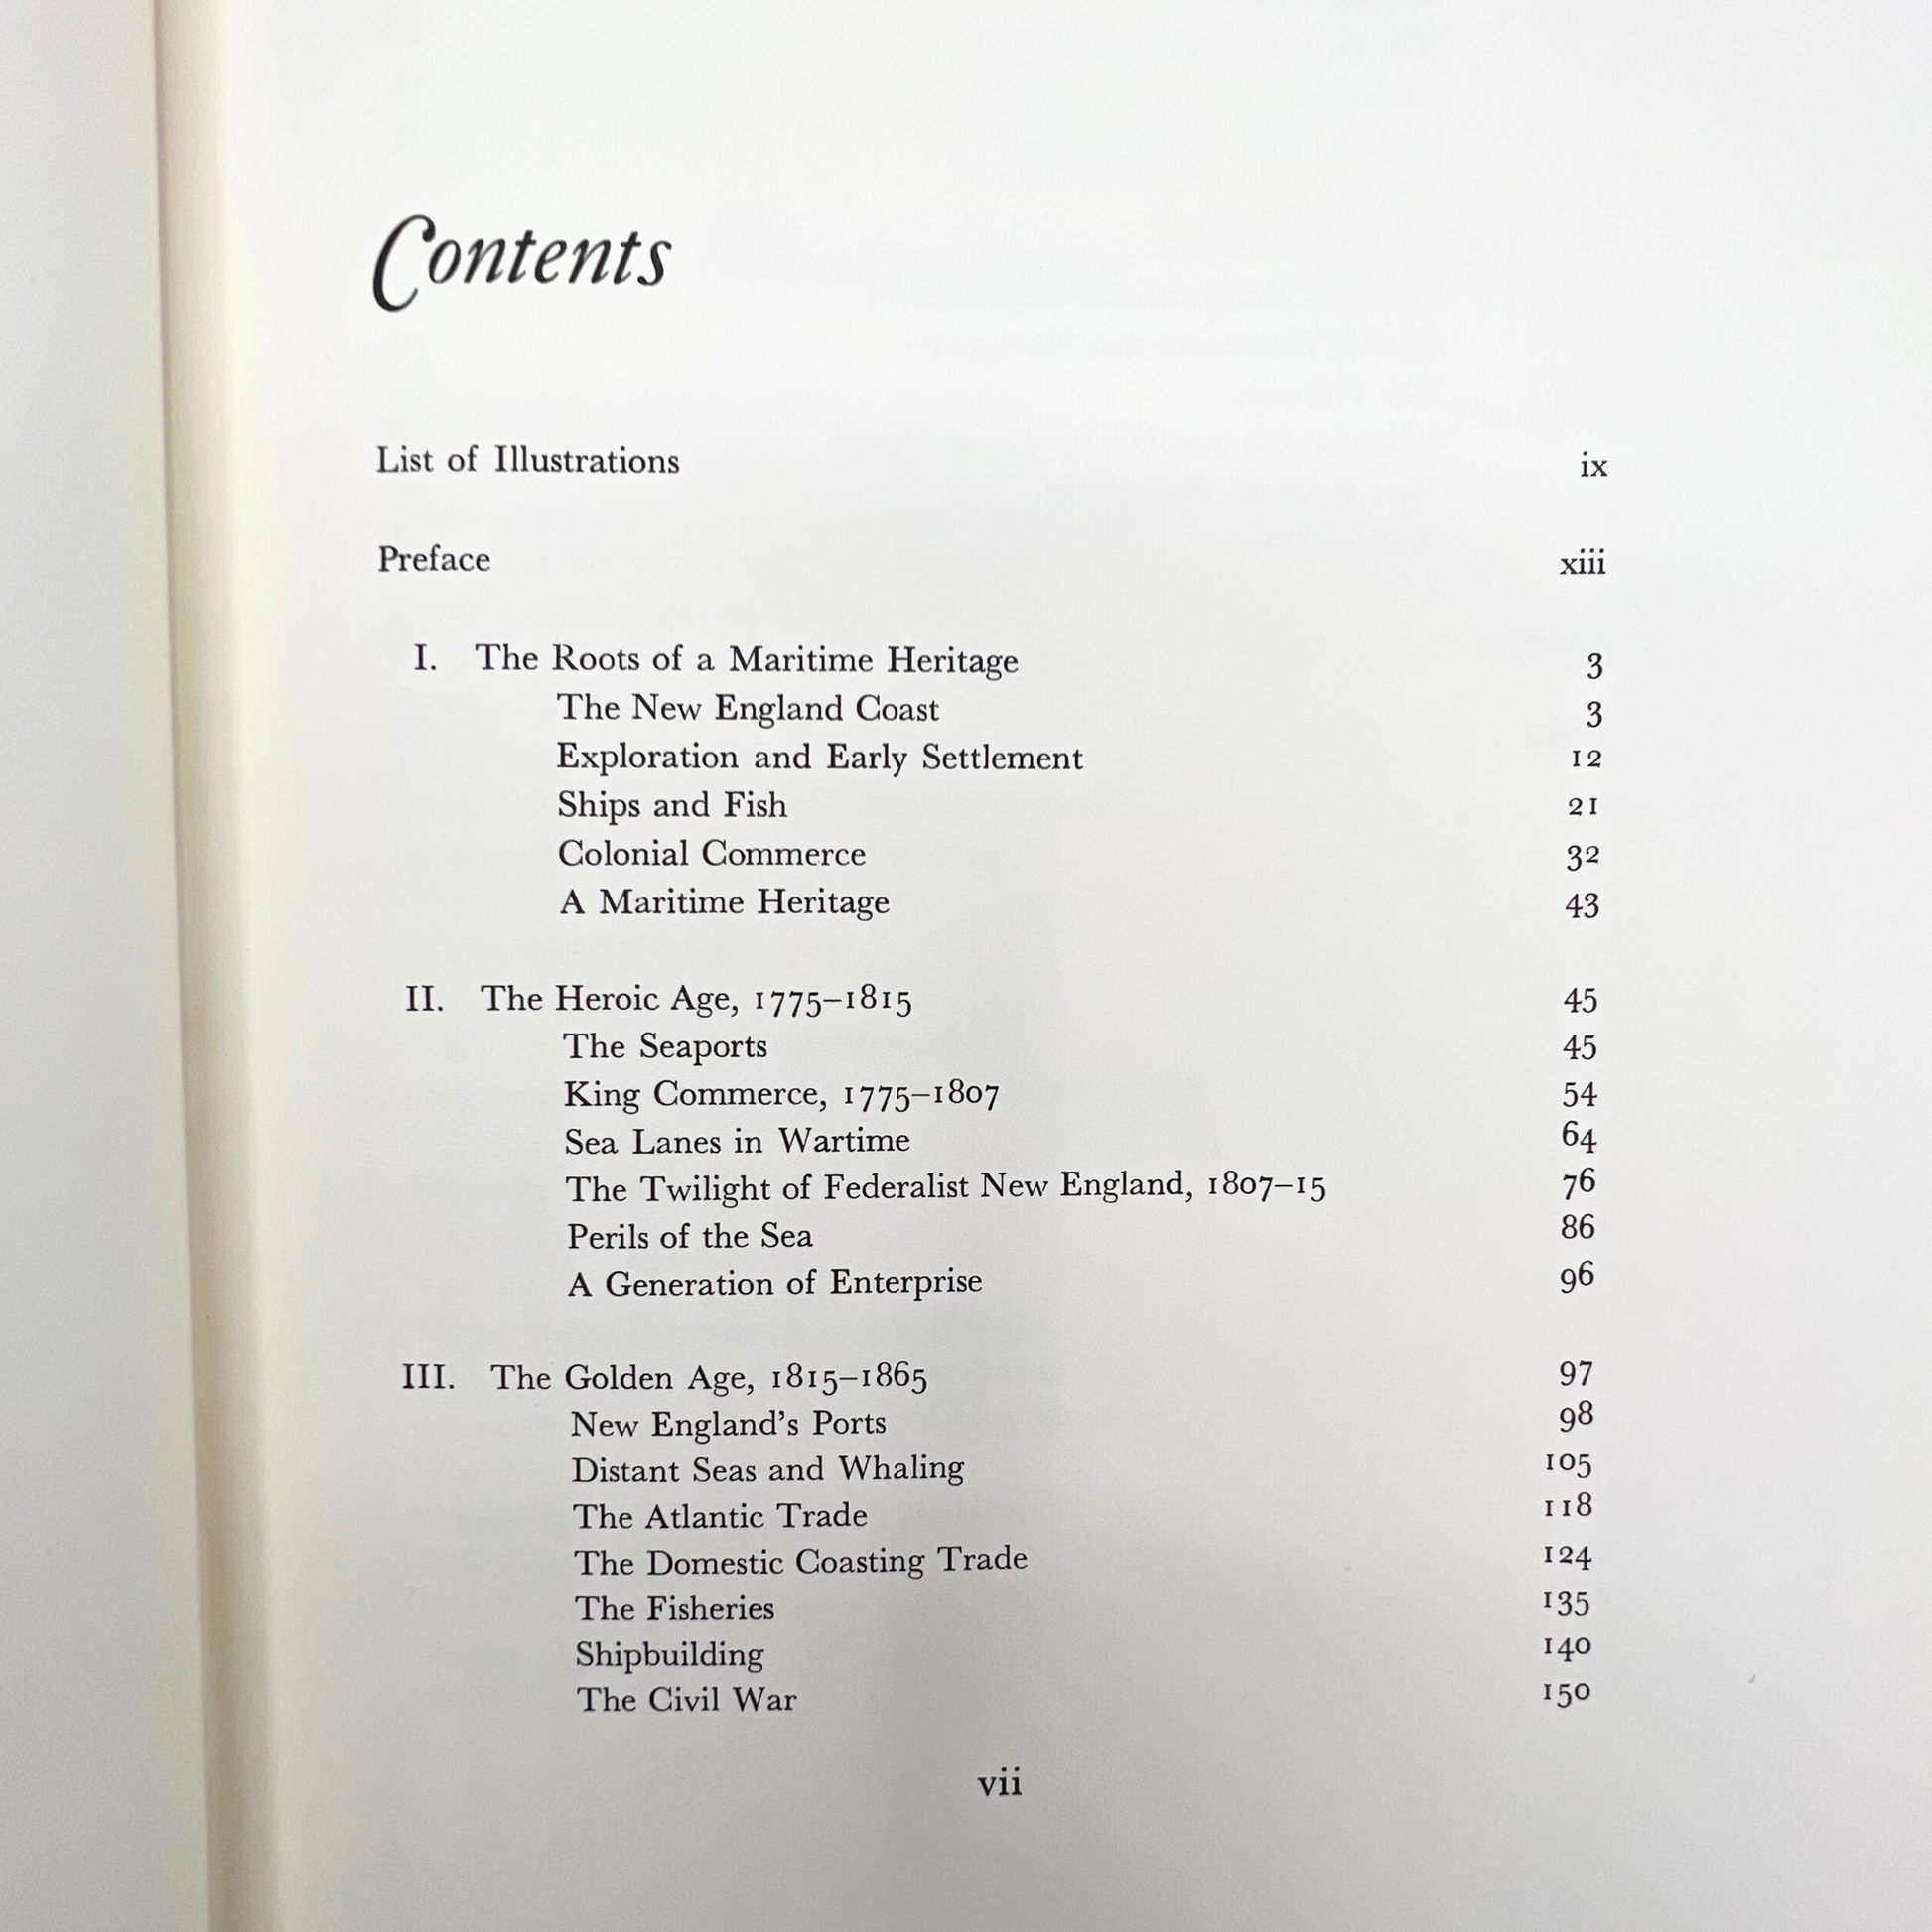 Contents
List of Illustrations ix
Preface xiii
I. The Roots of a Maritime Heritage 3
The New England Coast 3
Exploration and Early Settlement 12
Ships and Fish 21
Colonial Commerce 32
A Maritime Heritage 43
II. The Heroic Age, 1775–1815 45
The Seaports 45
King Commerce, 1775–1807 54
Sea Lanes in Wartime 64
The Twilight of Federalist New England, 1807–15 76
Perils of the Sea 86
A Generation of Enterprise 96
III. The Golden Age, 1815–1865 97
New England’s Ports 98
Distant Seas and Whaling 105
The Atlantic Trade 118
The Domestic Coasting Trade 124
The Fisheries 135
Shipbuilding 140
The Civil War 150
vii